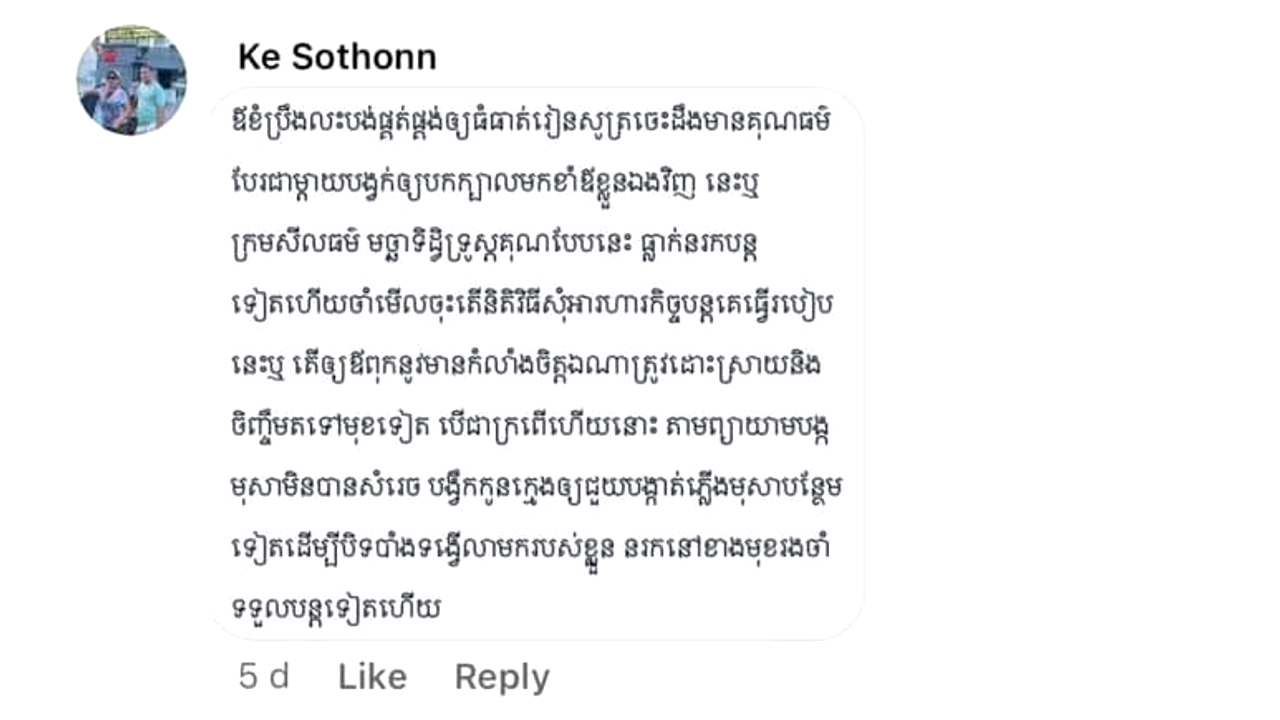 Ke Sothonn
ឪខំប្រឹងលះបង់ផ្គត់ផ្គង់ឲ្យធំធាត់រៀនសូត្រចេះដឹងមានគុណធម៌
បែរជាម្ដាយបង្វក់ឲ្យបកក្បាលមកខាំឪខ្លួនឯងវិញ នេះឬ
ក្រមសីលធម៌ មច្ឆាទិដ្ឋិទ្រូស្តគុណបែបនេះ ធ្លាក់នរកបន្ត
ទៀតហើយចាំមើលចុះតើនិតិវិធីសុំអារហារកិច្ចបន្តគេធ្វើរបៀប
នេះឬ តើឲ្យឪពុកនូវមានកំលាំងចិត្តឯណាត្រូវដោះស្រាយនិង
ចិញ្ចឹមតទៅមុខទៀត បើជាក្រពើហើយនោះ តាមព្យាយាមបង្ក
មុសាមិនបានសំរេច បង្វឹកកូនក្មេងឲ្យជួយបង្កាត់ភ្លើងមុសាបន្ថែម
ទៀតដើម្បីបិទបាំងទង្វើលាមករបស់ខ្លួន នរកនៅខាងមុខរងចាំ
ទទួលបន្តទៀតហើយ
5 d Like Reply